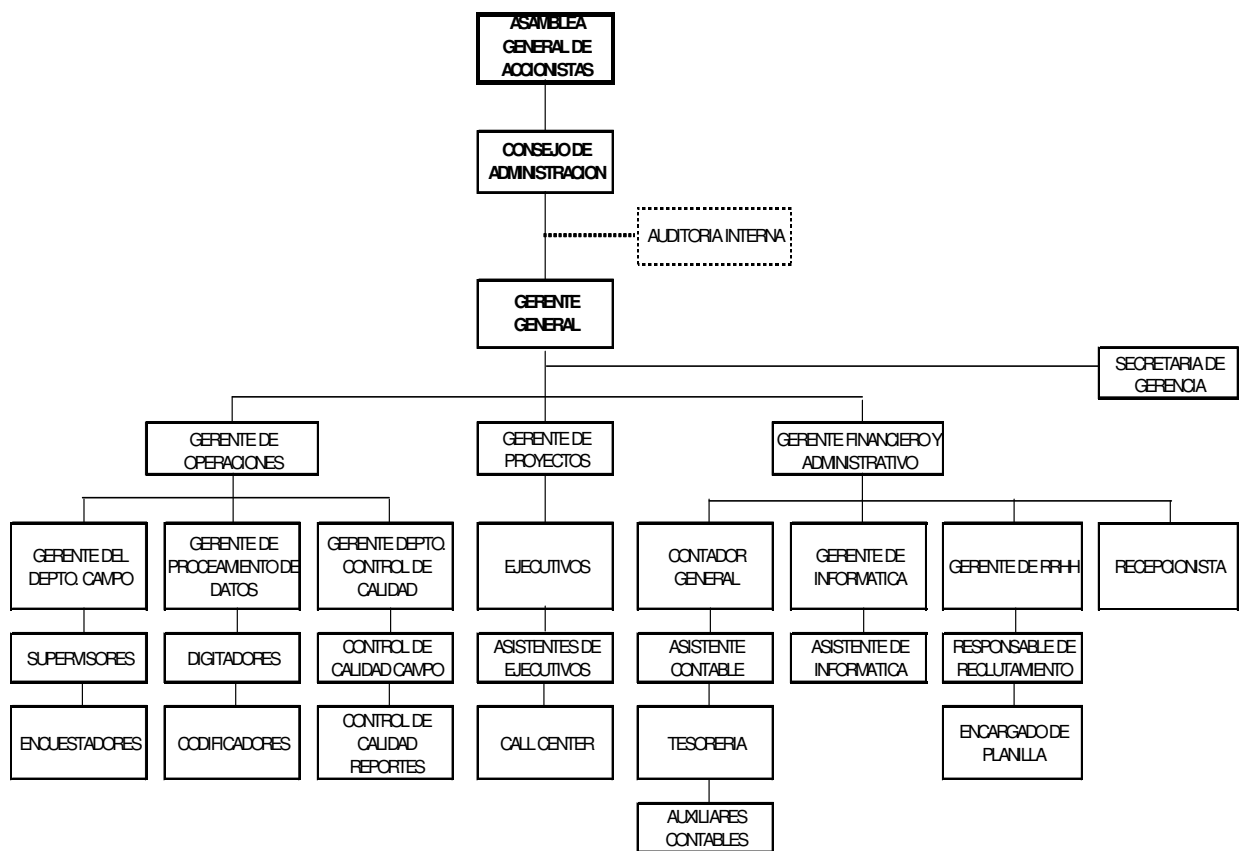 ASAMBLEA
GENERAL DE
ACCIONISTAS
CONSEJO DE
ADMINISTRACION
AUDITORIA INTERNA
GERENTE
GENERAL
SECRETARIA DE
GERENCIA
GERENTE DE
OPERACIONES
GERENTE DE
PROYECTOS
GERENTE FINANCIERO Y
ADMINISTRATIVO
GERENTE DEL
DEPTO. CAMPO
GERENTE DE
PROCEAMIENTO DE
DATOS
GERENTE DEPTO.
CONTROL DE
CALIDAD
EJECUTIVOS
CONTADOR
GENERAL
GERENTE DE
INFORMATICA
GERENTE DE RRHH
RECEPCIONISTA
SUPERVISORES
DIGITADORES
CONTROL DE
CALIDAD CAMPO
ASISTENTES DE
EJECUTIVOS
ASISTENTE
CONTABLE
ASISTENTE DE
INFORMATICA
RESPONSABLE DE
RECLUTAMIENTO
ENCUESTADORES
CODIFICADORES
CONTROL DE
CALIDAD
REPORTES
CALL CENTER
TESORERIA
ENCARGADO DE
PLANILLA
AUXILIARES
CONTABLES